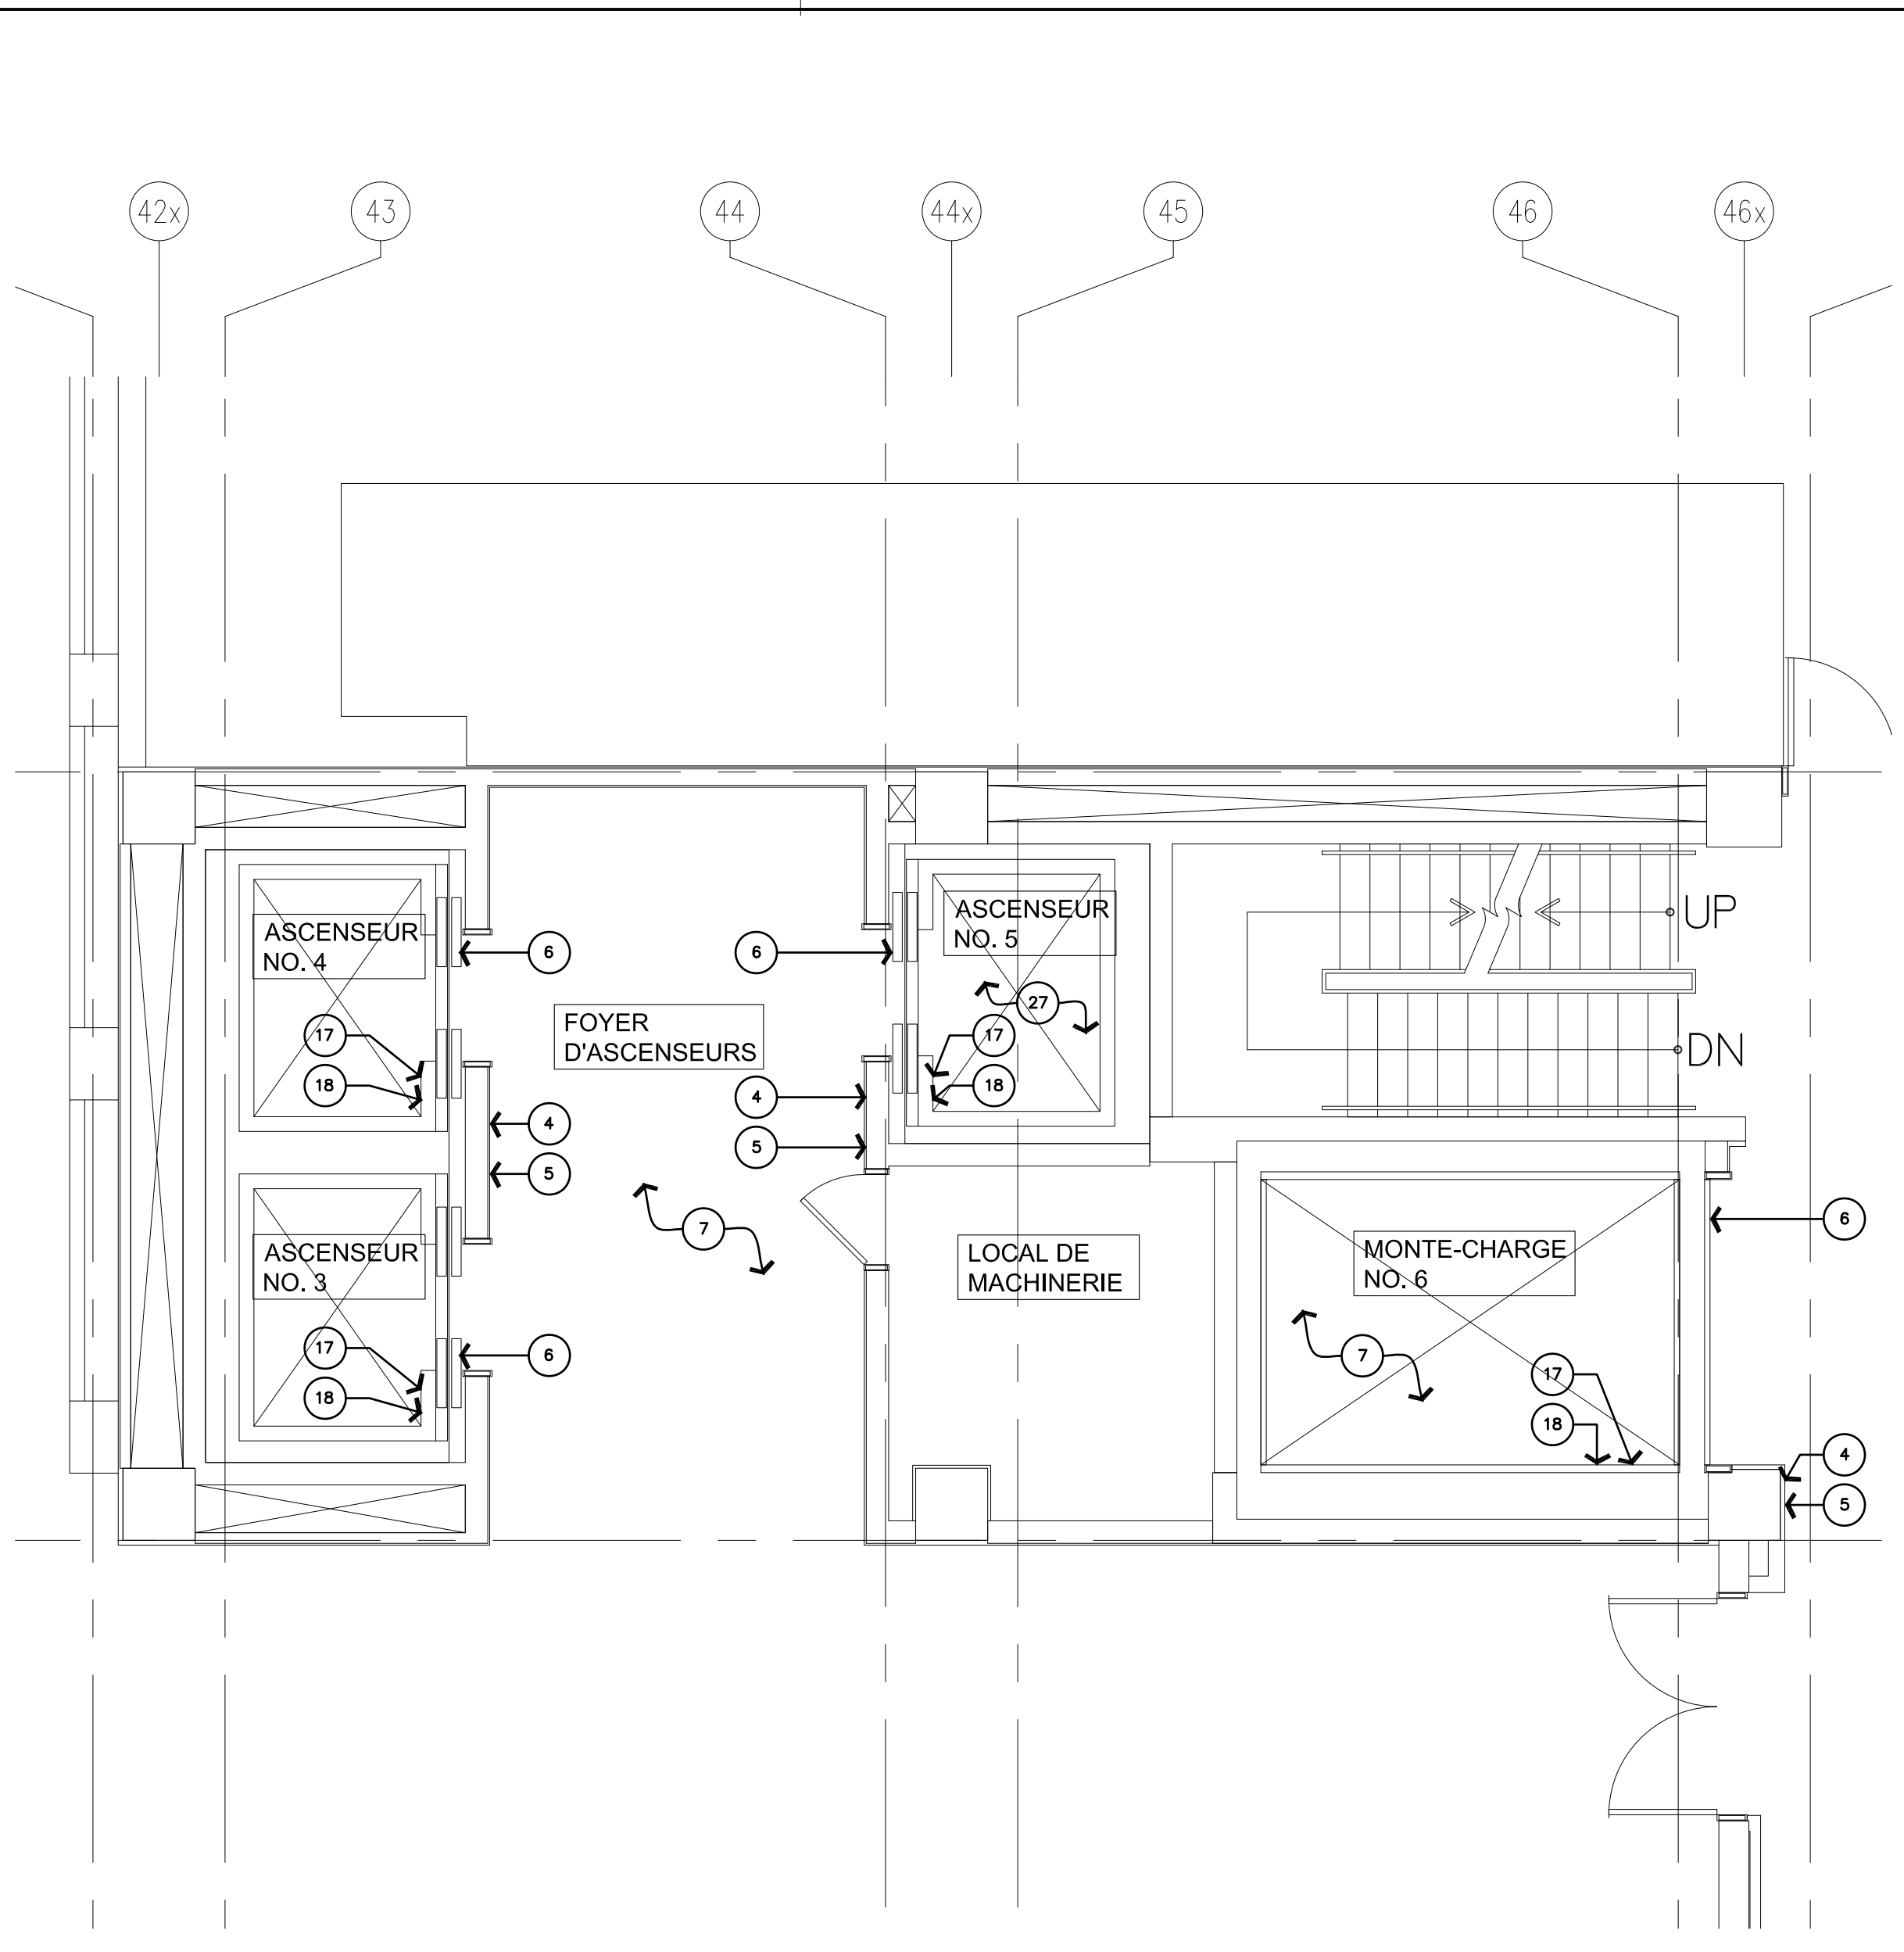 42x 43 44 44x 45 46 46x
UP
DN
ASCENSEUR
NO. 4
6
17
18
4
5
FOYER
D'ASCENSEURS
6
4
5
ASCENSEUR
NO. 5
27
17
18
7
ASCENSEUR
NO. 3
17
18
6
LOCAL DE
MACHINERIE
MONTE-CHARGE
NO. 6
7
17
18
6
4
5